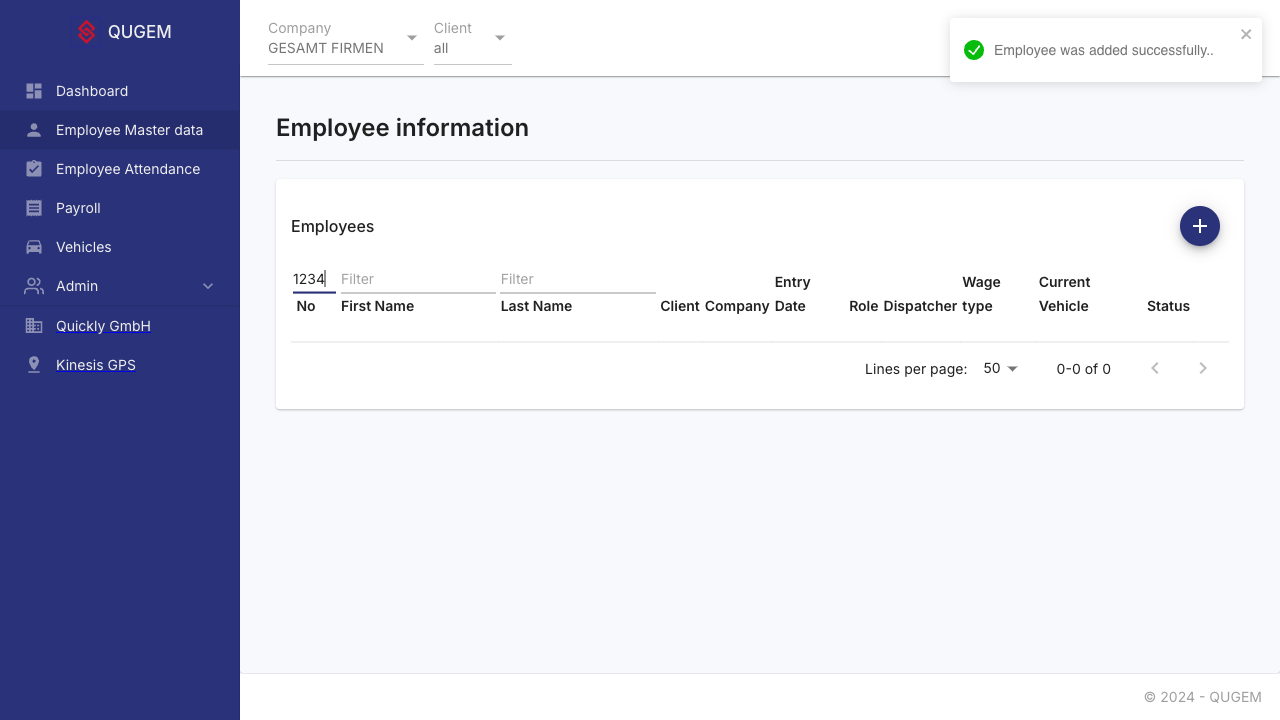 QUGEM
Dashboard
Employee Master data
Employee Attendance
Payroll
Vehicles
Admin
Quickly GmbH
Kinesis GPS
Company
GESAMT FIRMEN
Client
all
Employee was added successfully..
Employee information
Employees
1234
Filter
Filter
No
First Name
Last Name
Client
Company
Entry
Date
Role
Dispatcher
Wage
type
Current
Vehicle
Status
Lines per page:
50
0-0 of 0
© 2024 - QUGEM